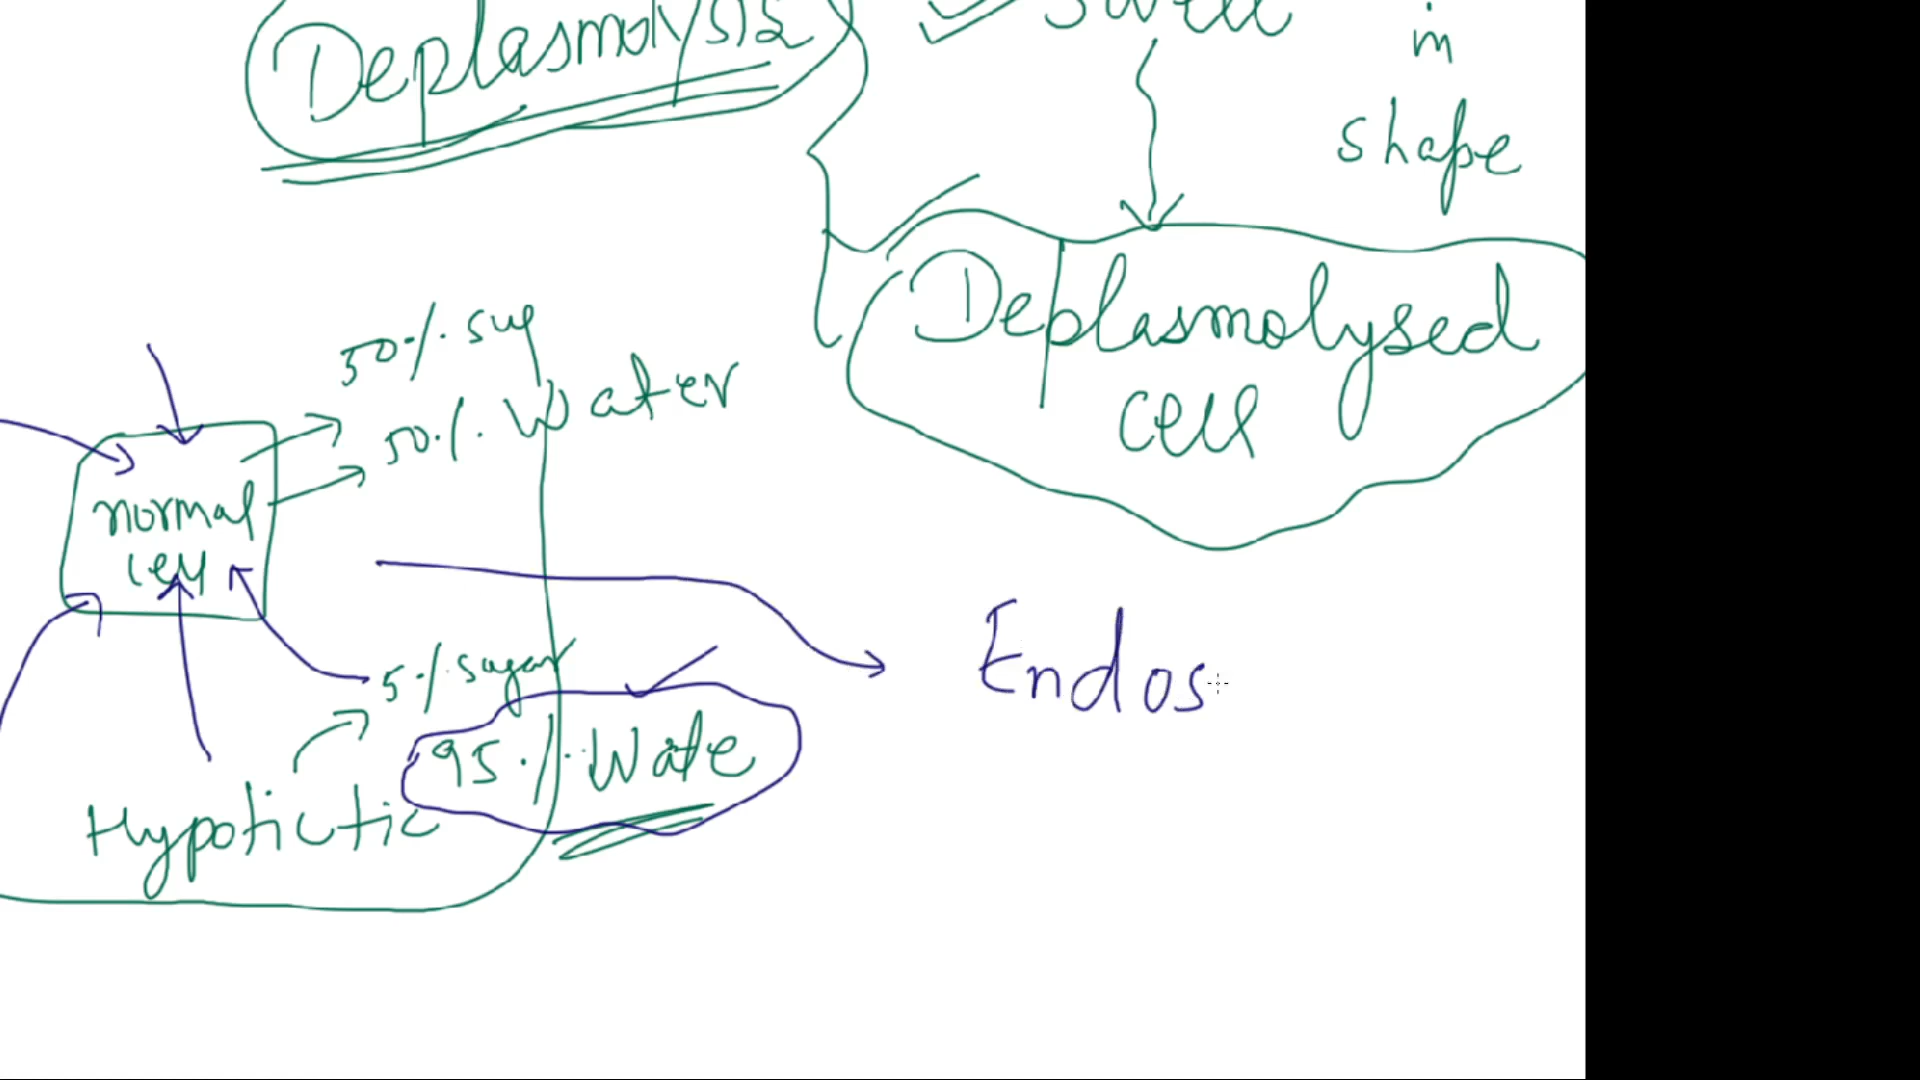 Deplasmolysis
Swell
in
shape
Deplasmolysed
cell
50%. sug
50%. Water
normal
cell
5% sugar
95%. Wate
Hypotictic
Endos